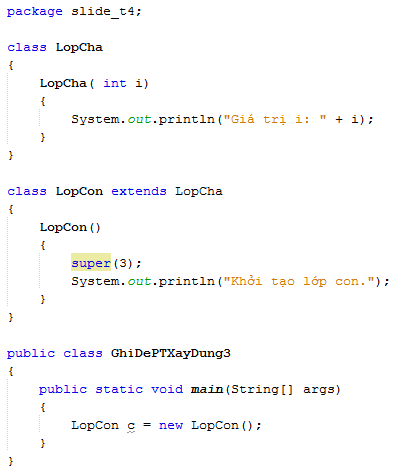 package slide_t4;
class LopCha
{
LopCha( int i)
{
System.out.println("Giá trị i: " + i);
}
}
class LopCon extends LopCha
{
LopCon()
{
super(3);
System.out.println("Khởi tạo lớp con.");
}
}
public class GhiDePTXayDung3
{
public static void main(String[] args)
{
LopCon c = new LopCon();
}
}